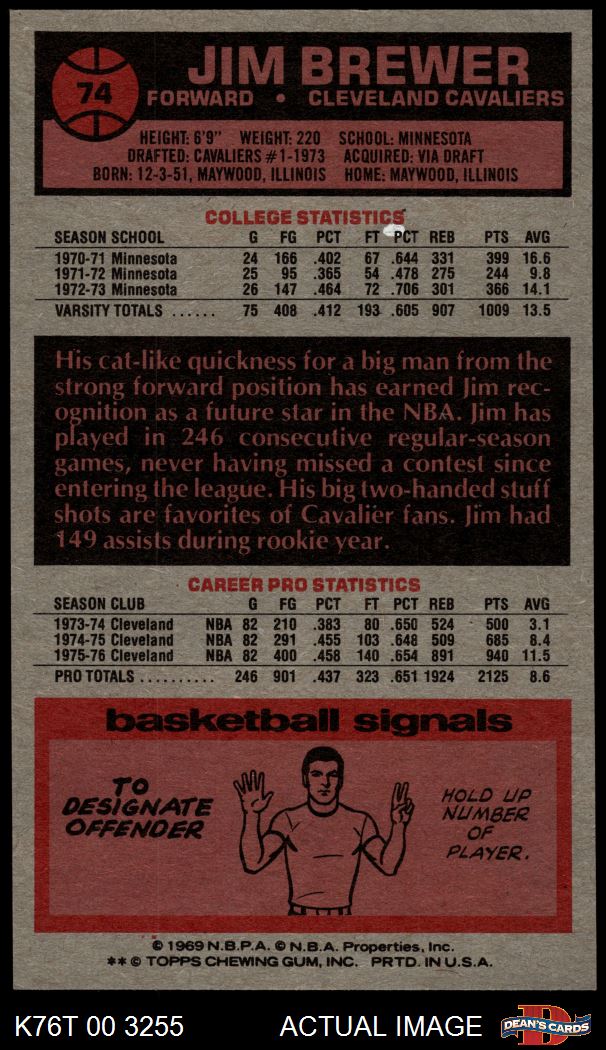 74
JIM BREWER
FORWARD • CLEVELAND CAVALIERS
HEIGHT: 6'9" WEIGHT: 220 SCHOOL: MINNESOTA
DRAFTED: CAVALIERS #1-1973 ACQUIRED: VIA DRAFT
BORN: 12-3-51, MAYWOOD, ILLINOIS HOME: MAYWOOD, ILLINOIS
COLLEGE STATISTICS
SEASON SCHOOL G FG PCT FT PCT REB PTS AVG
1970-71 Minnesota 24 166 .402 67 .644 331 399 16.6
1971-72 Minnesota 25 95 .365 54 .478 275 244 9.8
1972-73 Minnesota 26 147 .464 72 .706 301 366 14.1
VARSITY TOTALS ...... 75 408 .412 193 .605 907 1009 13.5
His cat-like quickness for a big man from the
strong forward position has earned Jim rec-
ognition as a future star in the NBA. Jim has
played in 246 consecutive regular-season
games, never having missed a contest since
entering the league. His big two-handed stuff
shots are favorites of Cavalier fans. Jim had
149 assists during rookie year.
CAREER PRO STATISTICS
SEASON CLUB G FG PCT FT PCT REB PTS AVG
1973-74 Cleveland NBA 82 210 .383 80 .650 524 500 3.1
1974-75 Cleveland NBA 82 291 .455 103 .648 509 685 8.4
1975-76 Cleveland NBA 82 400 .458 140 .654 891 940 11.5
PRO TOTALS .......... 246 901 .437 323 .651 1924 2125 8.6
basketball signals
TO
DESIGNATE
OFFENDER
HOLD UP
NUMBER
OF
PLAYER.
© 1969 N.B.P.A. © N.B.A. Properties, Inc.
** © TOPPS CHEWING GUM, INC. PRTD. IN U.S.A.
K76T 00 3255 ACTUAL IMAGE DEAN'S CARDS